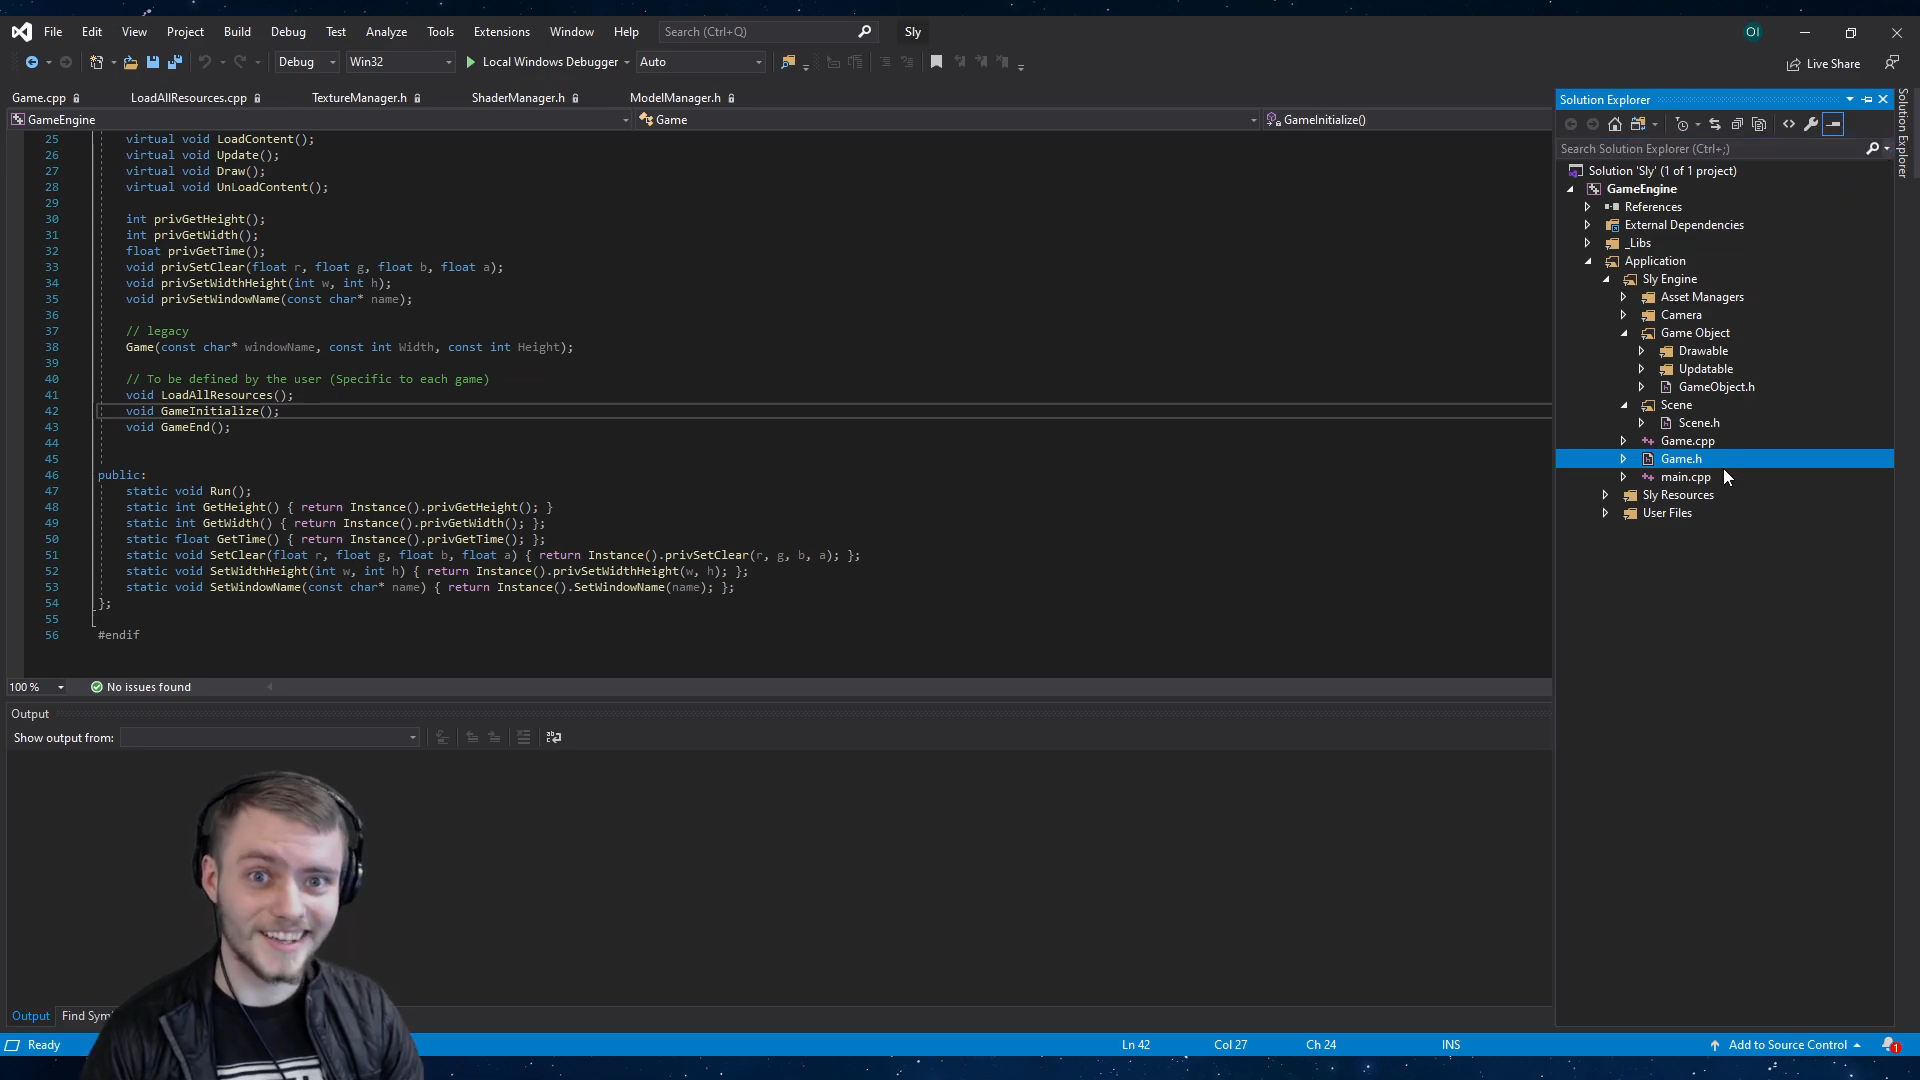 File Edit View Project Build Debug Test Analyze Tools Extensions Window Help Search (Ctrl+Q) Sly OI
Debug Win32 Local Windows Debugger Auto Live Share
Game.cpp LoadAllResources.cpp TextureManager.h ShaderManager.h ModelManager.h
GameEngine Game GameInitialize()
25 virtual void LoadContent();
26 virtual void Update();
27 virtual void Draw();
28 virtual void UnLoadContent();
29
30 int privGetHeight();
31 int privGetWidth();
32 float privGetTime();
33 void privSetClear(float r, float g, float b, float a);
34 void privSetWidthHeight(int w, int h);
35 void privSetWindowName(const char* name);
36
37 // legacy
38 Game(const char* windowName, const int Width, const int Height);
39
40 // To be defined by the user (Specific to each game)
41 void LoadAllResources();
42 void GameInitialize();
43 void GameEnd();
44
45
46 public:
47 static void Run();
48 static int GetHeight() { return Instance().privGetHeight(); }
49 static int GetWidth() { return Instance().privGetWidth(); };
50 static float GetTime() { return Instance().privGetTime(); };
51 static void SetClear(float r, float g, float b, float a) { return Instance().privSetClear(r, g, b, a); };
52 static void SetWidthHeight(int w, int h) { return Instance().privSetWidthHeight(w, h); };
53 static void SetWindowName(const char* name) { return Instance().SetWindowName(name); };
54 };
55
56 #endif
100 % No issues found
Output
Show output from:
Output Find Sym
Solution Explorer
Search Solution Explorer (Ctrl+;)
Solution 'Sly' (1 of 1 project)
GameEngine
References
External Dependencies
_Libs
Application
Sly Engine
Asset Managers
Camera
Game Object
Drawable
Updatable
GameObject.h
Scene
Scene.h
Game.cpp
Game.h
main.cpp
Sly Resources
User Files
Solution Explorer
Ready Ln 42 Col 27 Ch 24 INS Add to Source Control 1